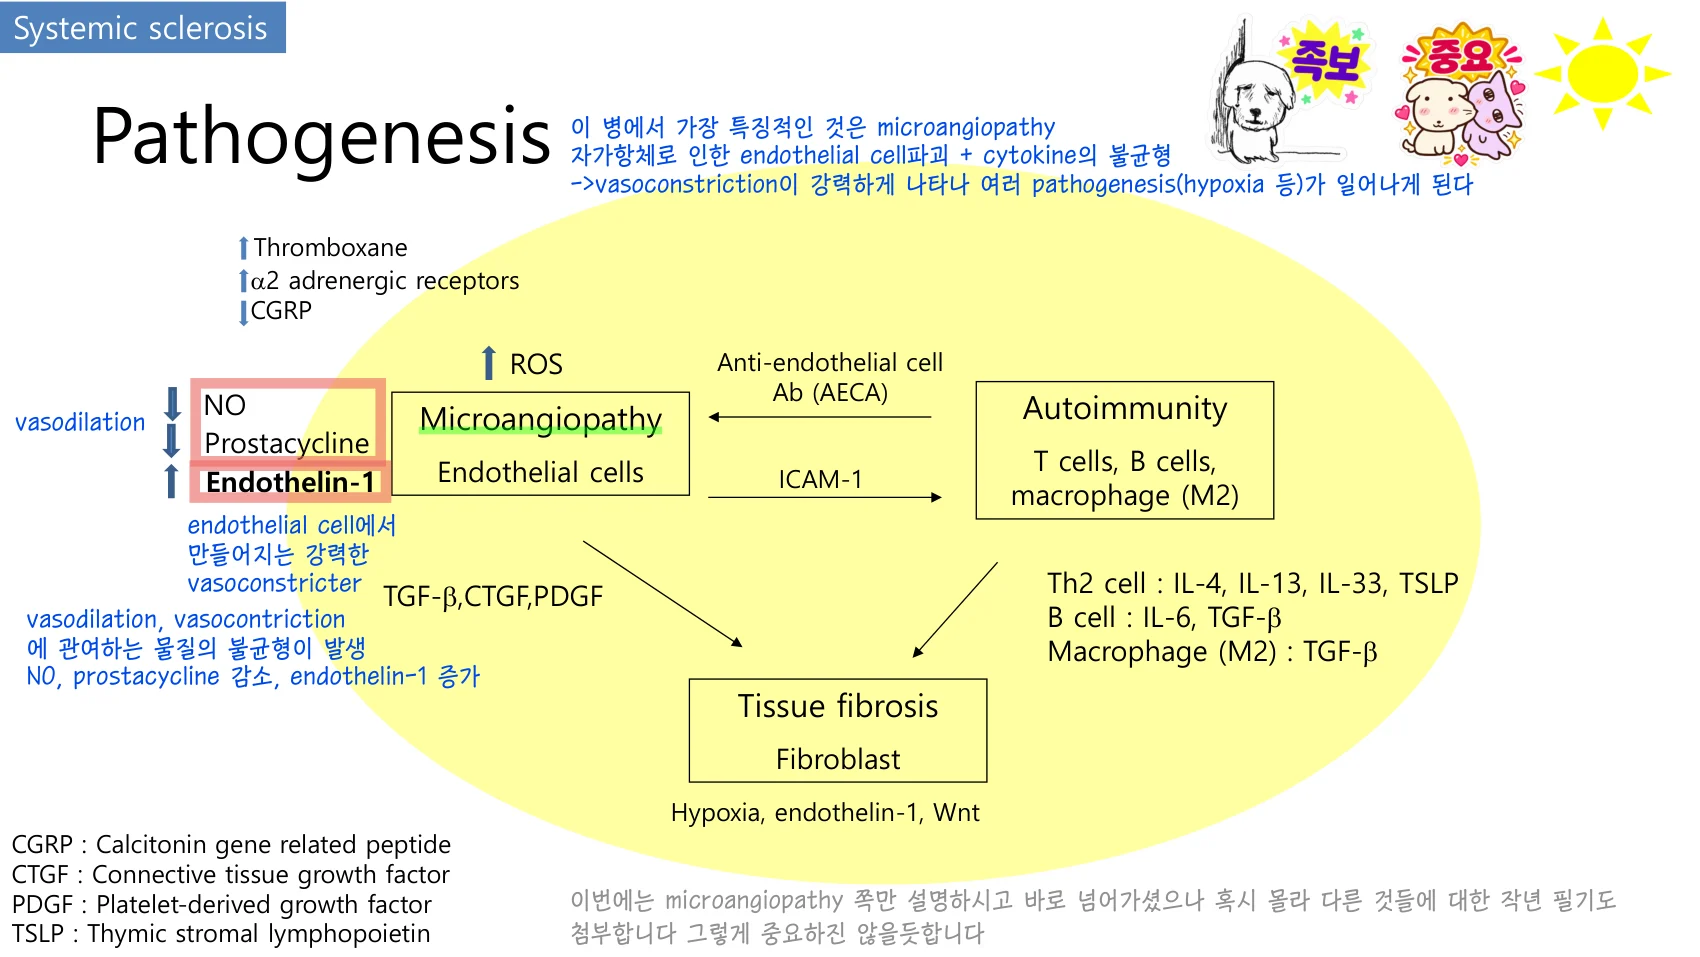 Systemic sclerosis
족보
중요
Pathogenesis
이 병에서 가장 특징적인 것은 microangiopathy
자가항체로 인한 endothelial cell파괴 + cytokine의 불균형
->vasoconstriction이 강력하게 나타나 여러 pathogenesis(hypoxia 등)가 일어나게 된다
Thromboxane
α2 adrenergic receptors
CGRP
ROS
Anti-endothelial cell
Ab (AECA)
vasodilation
NO
Prostacycline
Endothelin-1
Microangiopathy
Endothelial cells
ICAM-1
Autoimmunity
T cells, B cells,
macrophage (M2)
endothelial cell에서
만들어지는 강력한
vasoconstricter
vasodilation, vasocontriction
에 관여하는 물질의 불균형이 발생
NO, prostacycline 감소, endothelin-1 증가
TGF-β,CTGF,PDGF
Th2 cell : IL-4, IL-13, IL-33, TSLP
B cell : IL-6, TGF-β
Macrophage (M2) : TGF-β
Tissue fibrosis
Fibroblast
Hypoxia, endothelin-1, Wnt
CGRP : Calcitonin gene related peptide
CTGF : Connective tissue growth factor
PDGF : Platelet-derived growth factor
TSLP : Thymic stromal lymphopoietin
이번에는 microangiopathy 쪽만 설명하시고 바로 넘어가셨으나 혹시 몰라 다른 것들에 대한 작년 필기도
첨부합니다 그렇게 중요하진 않을듯합니다